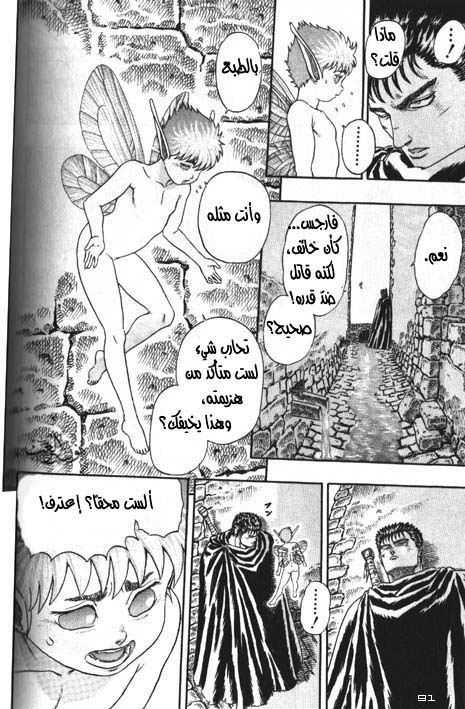 ......!
ماذا
قلت؟
......
بالطبع
وأنت مثله
نعم.
فارجس...
كأن خائف،
لكنه قاتل
ضدّ قدره!
صحيح؟
تحارب شيء
لست متأكد من
هزيمته،
وهذا يخيفك؟
......!
ألست محقا؟ إعترف!
91